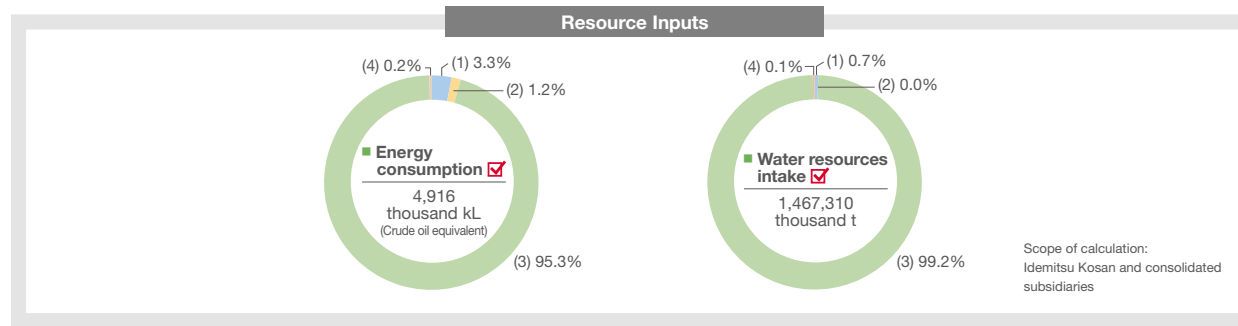 Resource Inputs
(4) 0.2%
(1) 3.3%
(2) 1.2%
Energy
consumption
4,916
thousand kL
(Crude oil equivalent)
(3) 95.3%
(4) 0.1%
(1) 0.7%
(2) 0.0%
Water resources
intake
1,467,310
thousand t
(3) 99.2%
Scope of calculation:
Idemitsu Kosan and consolidated
subsidiaries